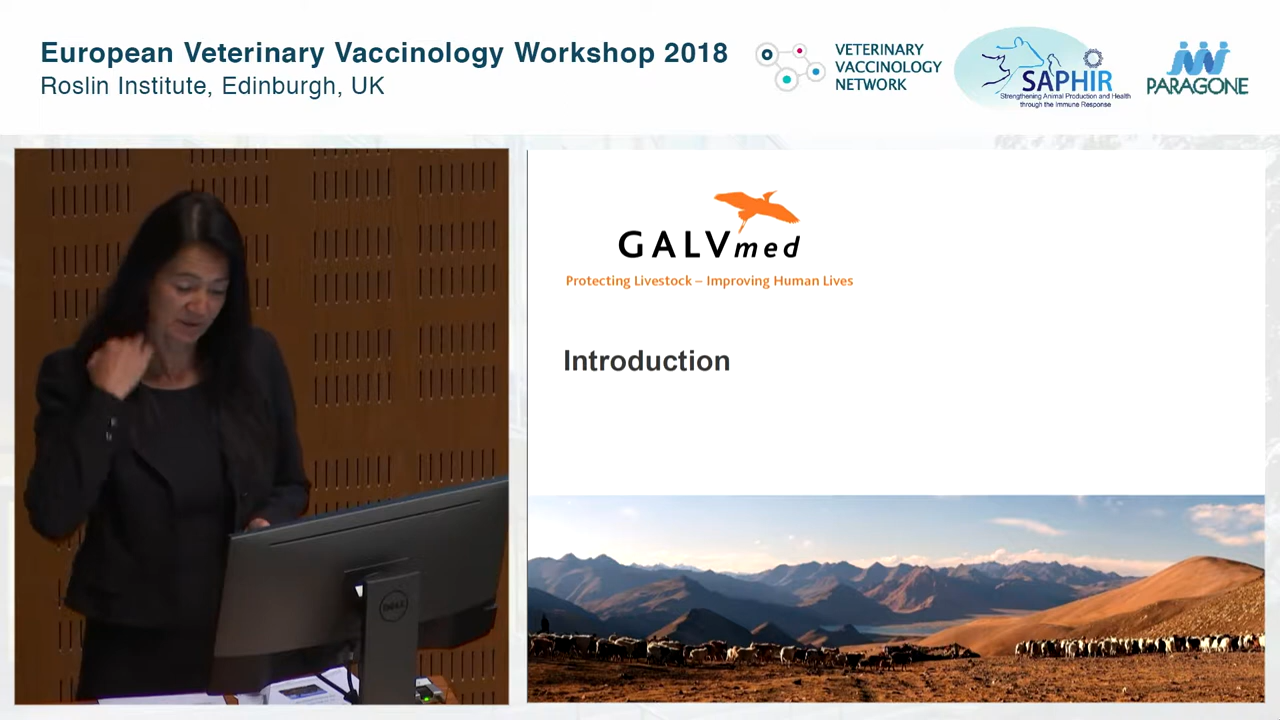 European Veterinary Vaccinology Workshop 2018
Roslin Institute, Edinburgh, UK
VETERINARY
VACCINOLOGY
NETWORK
SAPHIR
Strengthening Animal Production and Health
through the Immune Response
PARAGONE
GALVmed
Protecting Livestock – Improving Human Lives
Introduction
DELL